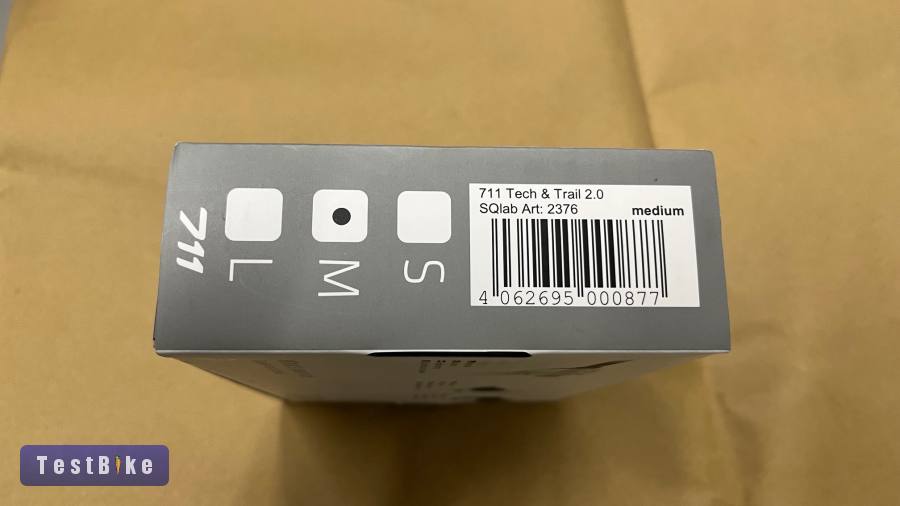 711
L
M
S
711 Tech & Trail 2.0
SQlab Art: 2376
medium
4 062695 000877
TestBike